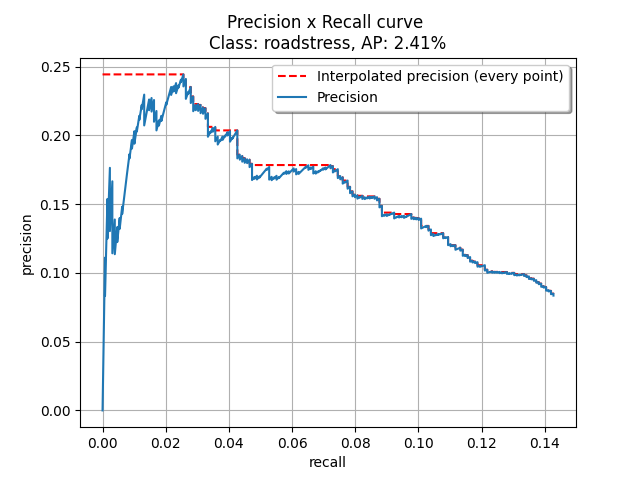 Precision x Recall curve
Class: roadstress, AP: 2.41%
Interpolated precision (every point)
Precision
0.25
0.20
0.15
0.10
0.05
0.00
precision
0.00 0.02 0.04 0.06 0.08 0.10 0.12 0.14
recall